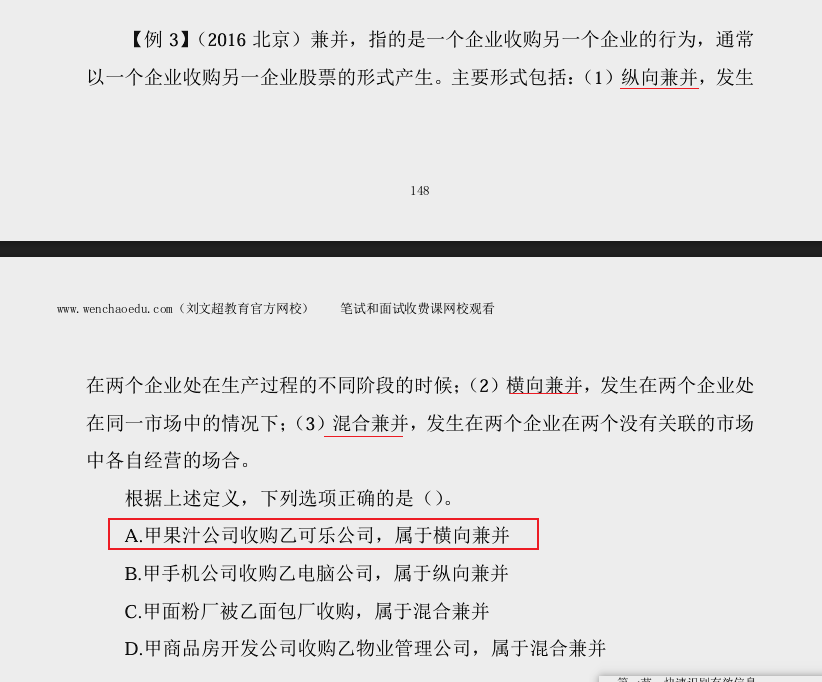 【例 3】（2016 北京）兼并，指的是一个企业收购另一个企业的行为，通常
以一个企业收购另一企业股票的形式产生。主要形式包括：（1）纵向兼并，发生
148
www.wenchaoedu.com（刘文超教育官方网校） 笔试和面试收费课网校观看
在两个企业处在生产过程的不同阶段的时候；（2）横向兼并，发生在两个企业处
在同一市场中的情况下；（3）混合兼并，发生在两个企业在两个没有关联的市场
中各自经营的场合。
根据上述定义，下列选项正确的是（）。
A.甲果汁公司收购乙可乐公司，属于横向兼并
B.甲手机公司收购乙电脑公司，属于纵向兼并
C.甲面粉厂被乙面包厂收购，属于混合兼并
D.甲商品房开发公司收购乙物业管理公司，属于混合兼并